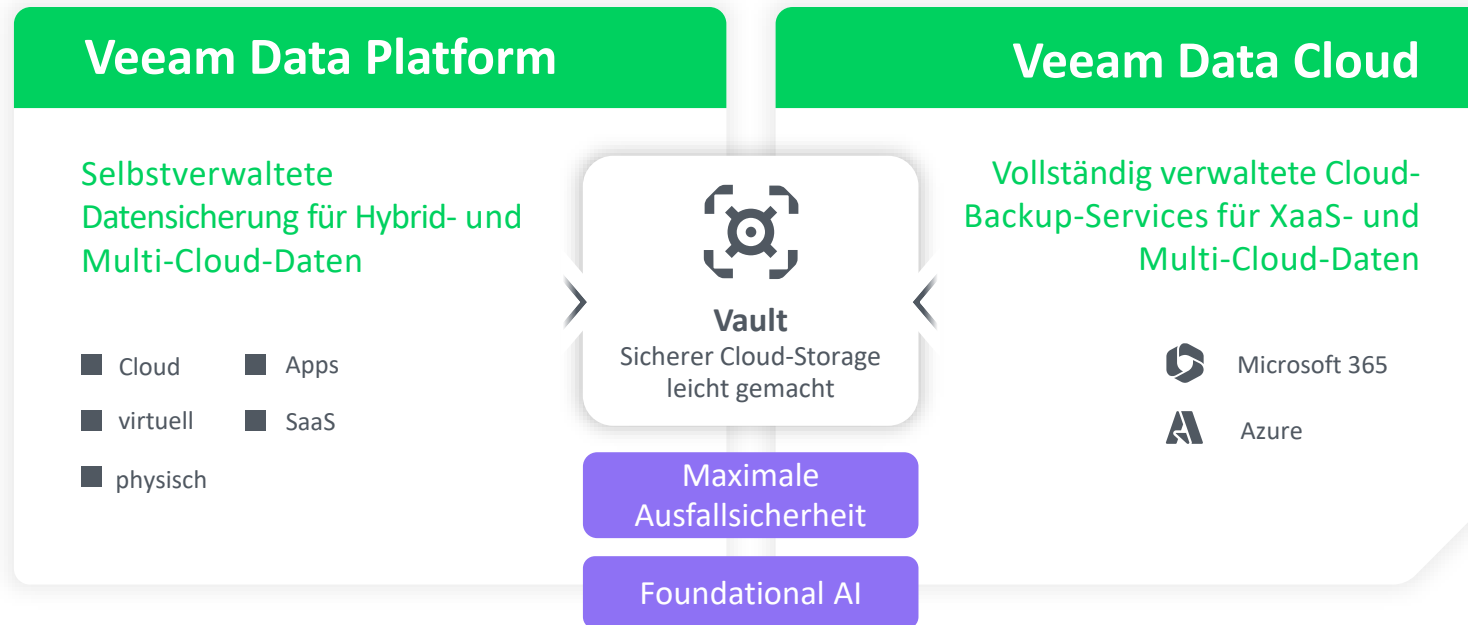 Veeam Data Platform
Selbstverwaltete
Datensicherung für Hybrid- und
Multi-Cloud-Daten
Cloud
Apps
virtuell
SaaS
physisch
Vault
Sicherer Cloud-Storage
leicht gemacht
Maximale
Ausfallsicherheit
Foundational AI
Veeam Data Cloud
Vollständig verwaltete Cloud-
Backup-Services für XaaS- und
Multi-Cloud-Daten
Microsoft 365
Azure